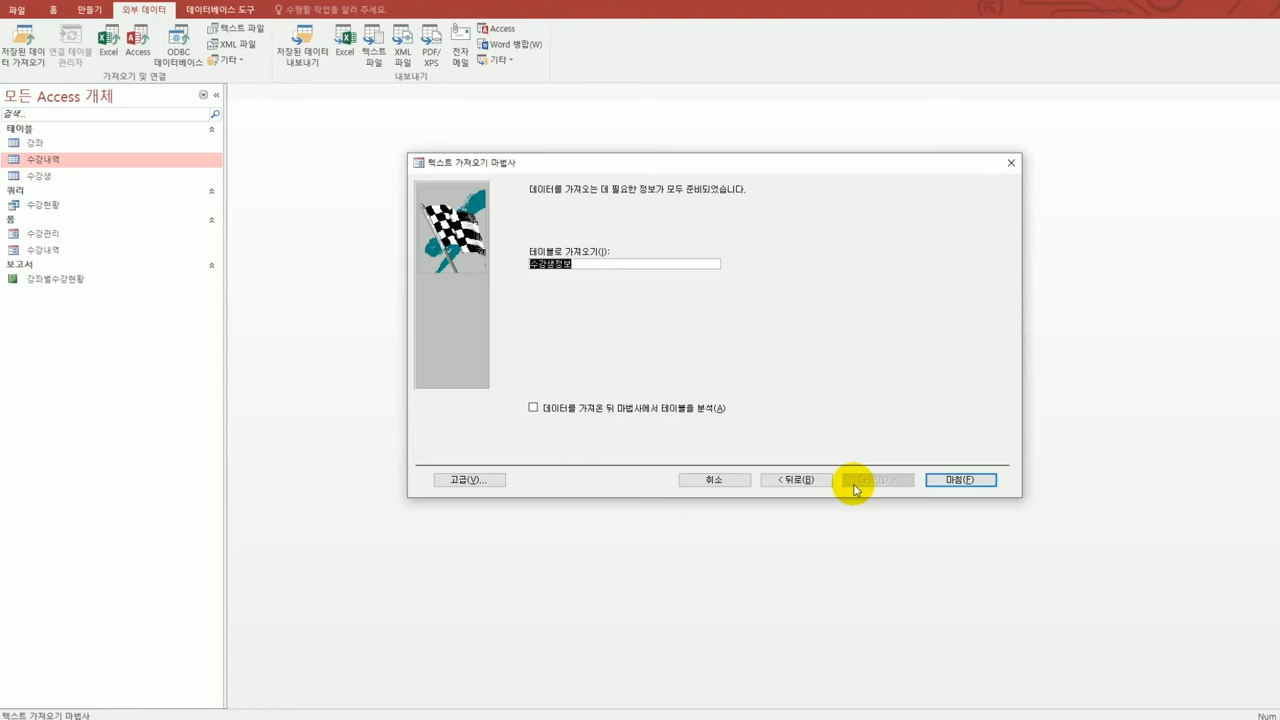 파일 홈 만들기 외부 데이터 데이터베이스 도구 수행할 작업을 알려 주세요.
저장된 데이
터 가져오기
연결 테이블
관리자
Excel
Access
ODBC
데이터베이스
텍스트 파일
XML 파일
기타
가져오기 및 연결
저장된 데이터
내보내기
Excel
텍스트
파일
XML
파일
PDF/
XPS
전자
메일
Access
Word 병합(W)
기타
내보내기
모든 Access 개체
검색...
테이블
강좌
수강내역
수강생
쿼리
수강현황
폼
수강관리
수강내역
보고서
강좌별수강현황
텍스트 가져오기 마법사
데이터를 가져오는 데 필요한 정보가 모두 준비되었습니다.
테이블로 가져오기(I):
수강생정보
데이터를 가져온 뒤 마법사에서 테이블을 분석(A)
고급(V)... 취소 < 뒤로(B) 마침(F)
텍스트 가져오기 마법사 Num